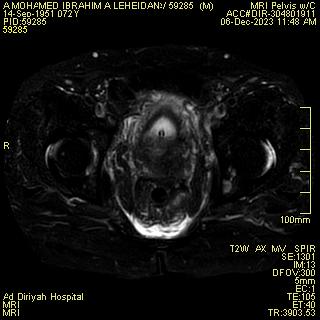 A MOHAMED IBRAHIM A LEHEIDAN:/ 59285 (M)
14-Sep-1951 072Y
PID:59285
59285
MRI Pelvis w/C
ACC#DIR-304801911
06-Dec-2023 11:48 AM
R
100mm
T2W AX MV SPIR
SE:1301
IM:13
DFOV:300
5mm
EC:1
TE:105
ET:40
TR:3903.53
Ad Diriyah Hospital
MRI
MRI